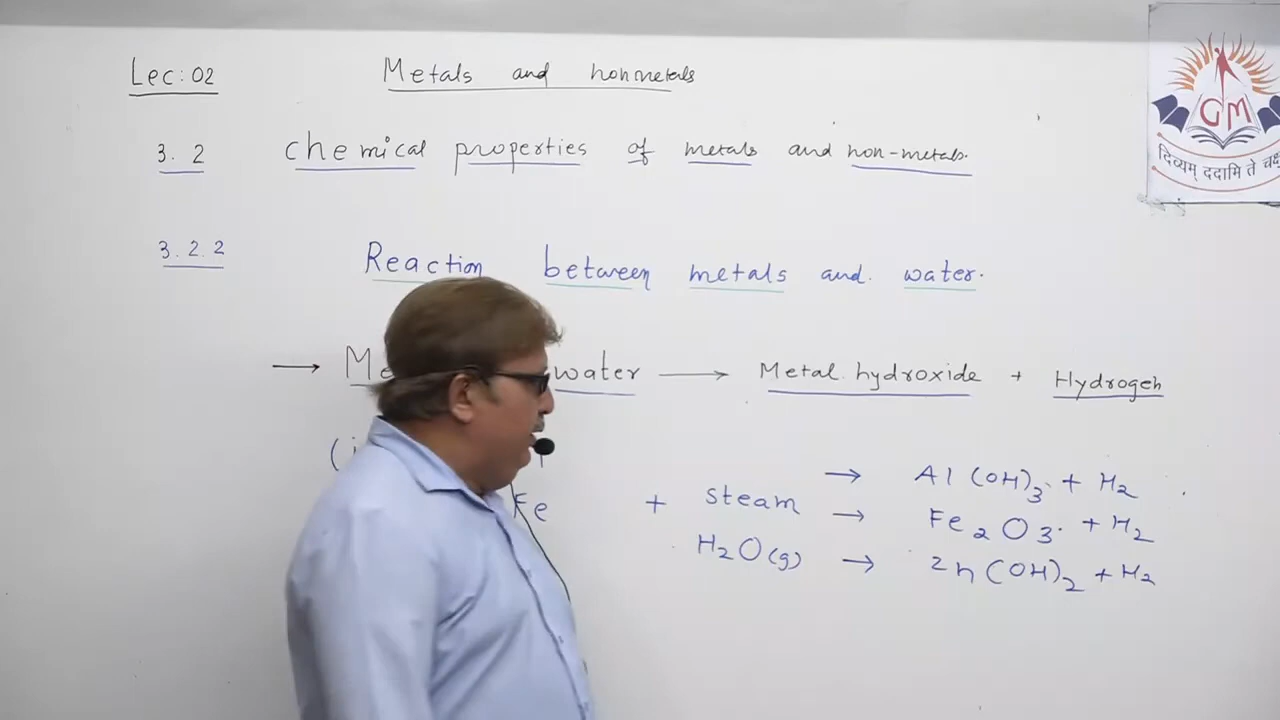 Lec: 02 Metals and nonmetals
3. 2 chemical properties of metals and non-metals.
3. 2. 2 Reaction between metals and. water.
→ water → Metal hydroxide + Hydrogen
→ Al (OH)3 + H2
Fe + steam → Fe2O3. + H2
H2O(g) → Zn(OH)2 + H2
GM
दिव्यम् ददामि ते